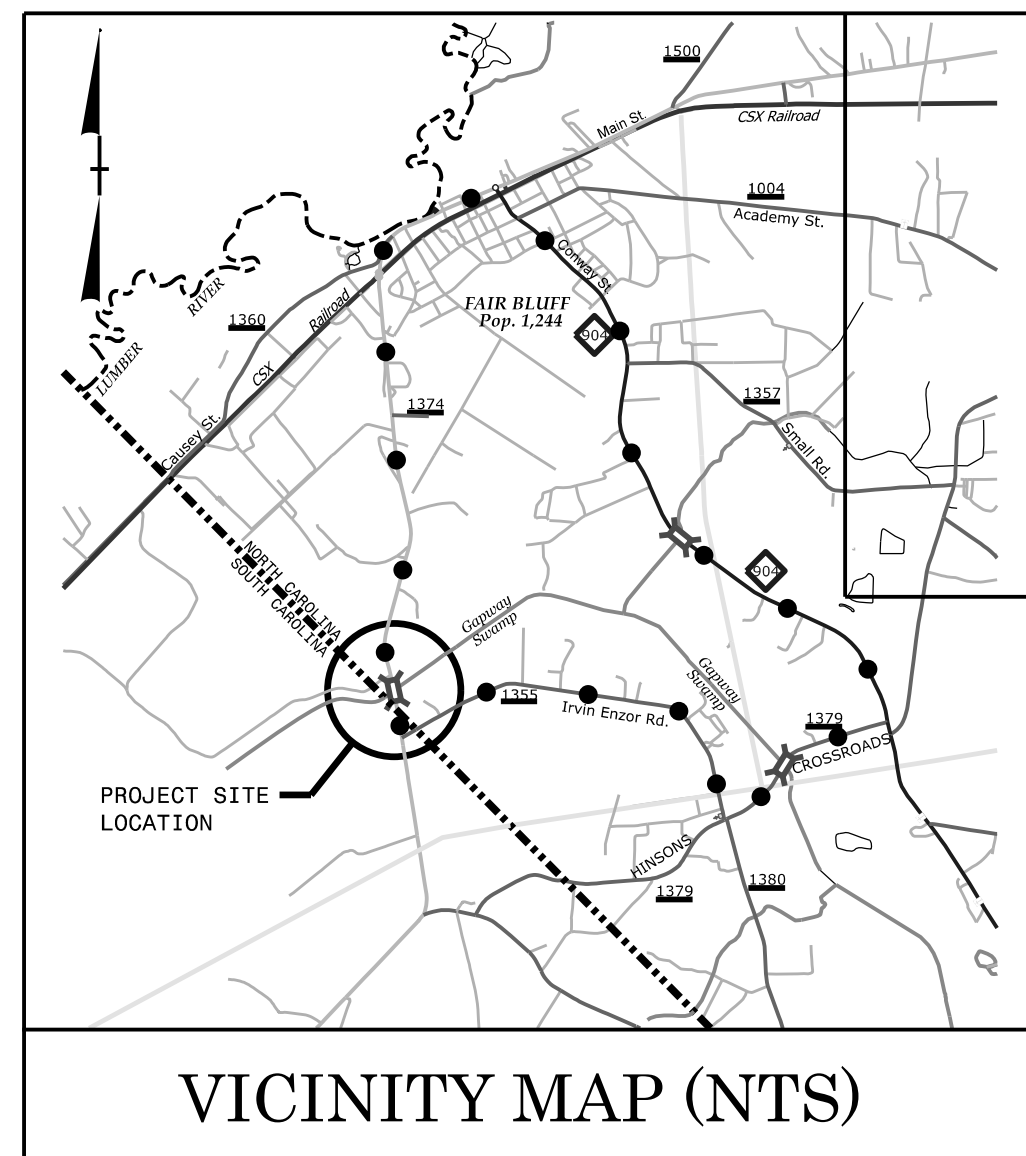 1500
Main St.
CSX Railroad
1004
Academy St.
Conway St.
RIVER
FAIR BLUFF
Pop. 1,244
904
1360
Railroad
LUMBER
CSX
1374
1357
Causey St.
Small Rd.
NORTH CAROLINA
SOUTH CAROLINA
904
Gapway
Swamp
Gapway
Swamp
1355
Irvin Enzor Rd.
1379
CROSSROADS
PROJECT SITE
LOCATION
HINSONS
1379
1380
VICINITY MAP (NTS)